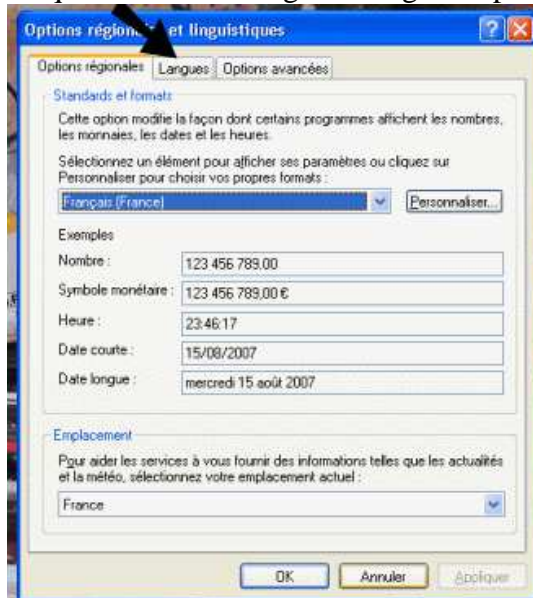 Options et linguistiques
Options régionales Langues Options avancées
Standards et formats
Cette option modifie la façon dont certains programmes affichent les nombres,
les monnaies, les dates et les heures.
Sélectionnez un élément pour afficher ses paramètres ou cliquez sur
Personnaliser pour choisir vos propres formats :
Français (France) Personnaliser...
Exemples
Nombre : 123 456 789,00
Symbole monétaire : 123 456 789,00 €
Heure : 23:46:17
Date courte : 15/08/2007
Date longue : mercredi 15 août 2007
Emplacement
Pour aider les services à vous fournir des informations telles que les actualités
et la météo, sélectionnez votre emplacement actuel :
France
OK Annuler Appliquer